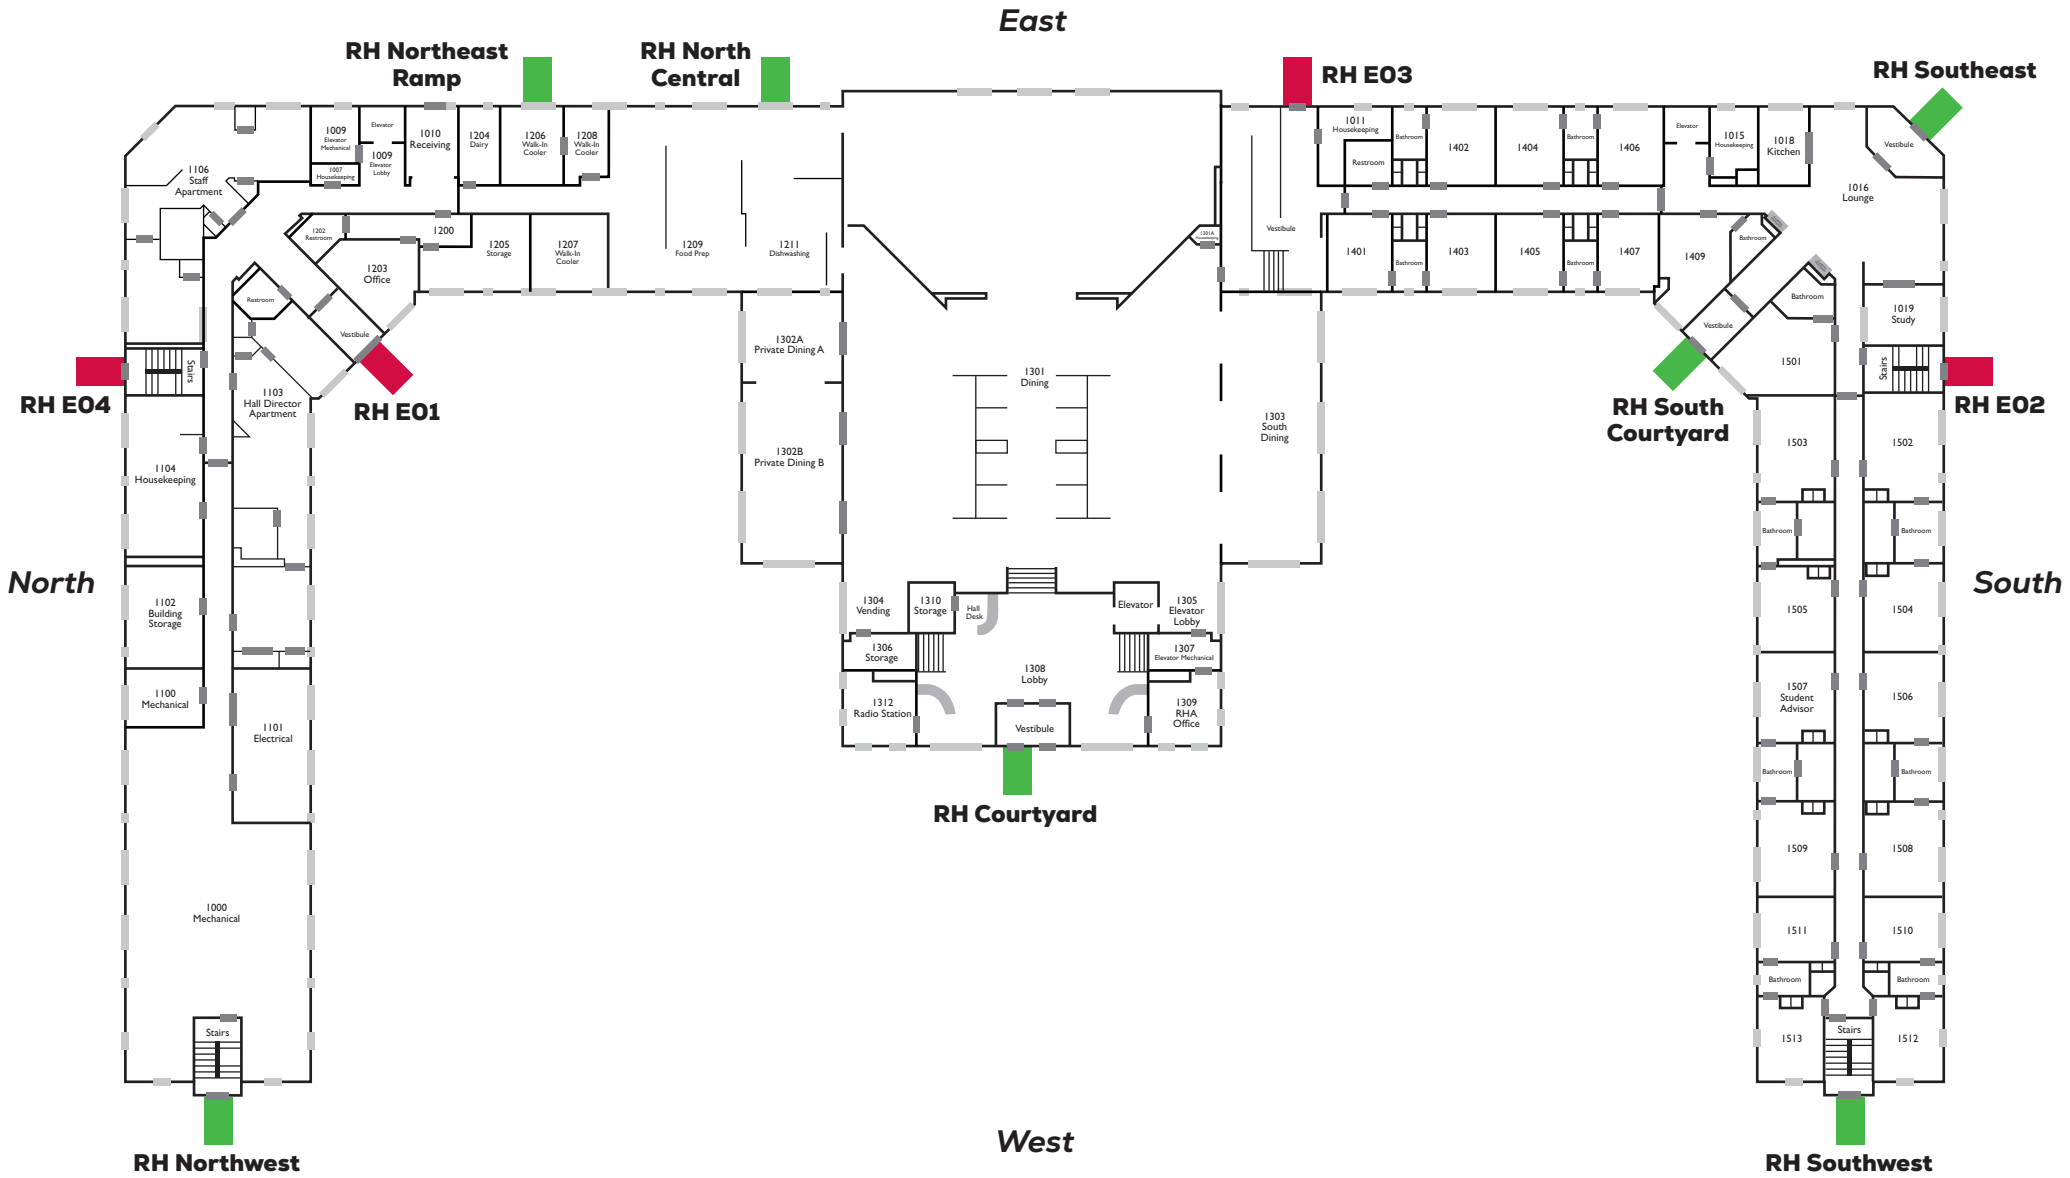 East
RH Northeast
Ramp
RH North
Central
RH E03
RH Southeast
1009
Elevator
Mechanical
Elevator
1009
Elevator
Lobby
1007
Housekeeping
1010
Receiving
1204
Dairy
1206
Walk-In
Cooler
1208
Walk-In
Cooler
1106
Staff
Apartment
1202
Restroom
1200
1203
Office
1205
Storage
1207
Walk-In
Cooler
1209
Food Prep
1211
Dishwashing
1301A
Housekeeping
Vestibule
1011
Housekeeping
Restroom
Bathroom
1402
1404
Bathroom
1406
Elevator
1015
Housekeeping
1018
Kitchen
Vestibule
1016
Lounge
1401
Bathroom
1403
1405
Bathroom
1407
1409
Bathroom
Bathroom
Vestibule
1501
1019
Study
Stairs
Restroom
Vestibule
Stairs
RH E04
RH E01
1103
Hall Director
Apartment
1302A
Private Dining A
1301
Dining
1302B
Private Dining B
1303
South
Dining
RH South
Courtyard
RH E02
1503
1502
1104
Housekeeping
Bathroom
Bathroom
North
South
1102
Building
Storage
1304
Vending
1310
Storage
Hall
Desk
Elevator
1305
Elevator
Lobby
1505
1504
1306
Storage
1307
Elevator Mechanical
1308
Lobby
1100
Mechanical
1101
Electrical
1312
Radio Station
Vestibule
1309
RHA
Office
1507
Student
Advisor
1506
Bathroom
Bathroom
RH Courtyard
1509
1508
1000
Mechanical
1511
1510
Bathroom
Bathroom
Stairs
1513
Stairs
1512
West
RH Northwest
RH Southwest